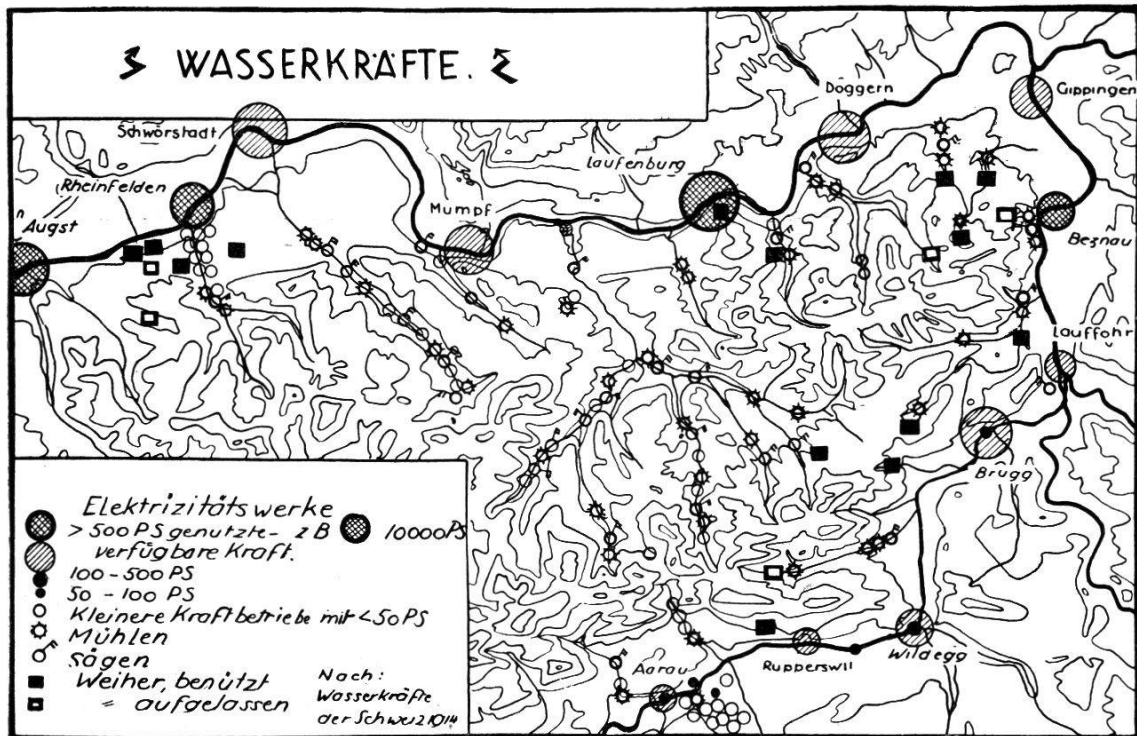 WASSERKRÄFTE.
Döggern
Gippingen
Schwörstadt
Laufenburg
Rheinfelden
Mumpf
Augst
Beznau
Lauffohr
Brugg
Elektrizitätswerke
> 500 PS genutzte- z B 10000 PS
verfügbare Kraft.
100-500 PS
50-100 PS
Kleinere Kraftbetriebe mit <50 PS
Mühlen
Sägen
Weiher, benützt
" aufgelassen
Nach:
Wasserkräfte
der Schweiz 1914
Aarau
Rupperswil
Wildegg